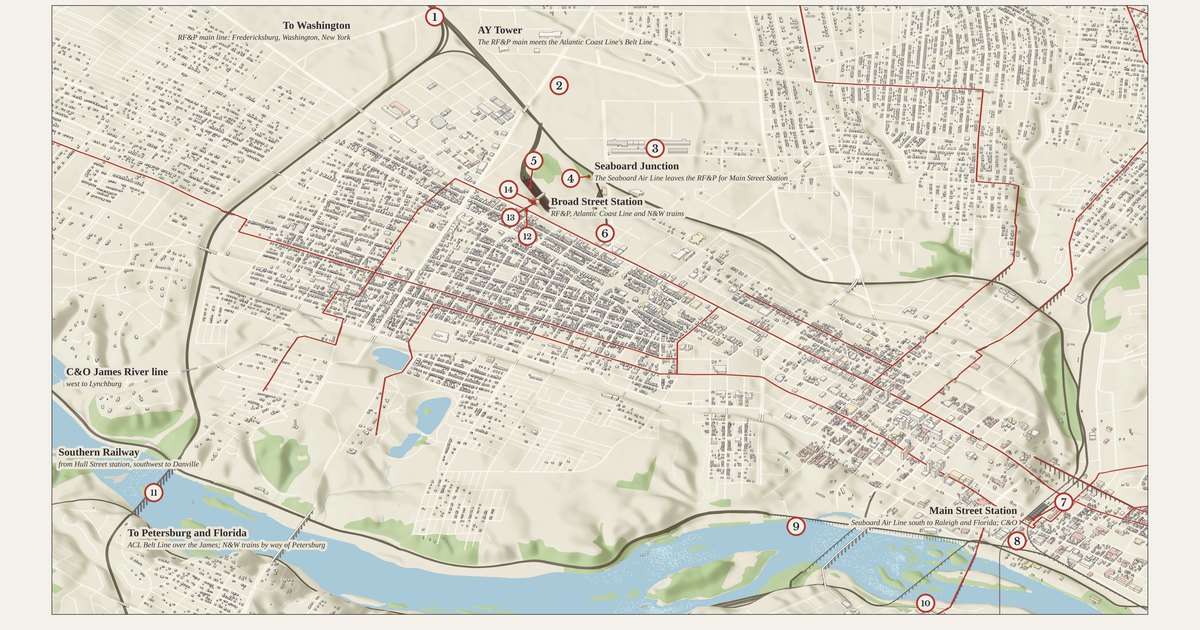 1
To Washington
RF&P main line: Fredericksburg, Washington, New York
AY Tower
The RF&P main meets the Atlantic Coast Line's Belt Line
2
3
5
4
Seaboard Junction
The Seaboard Air Line leaves the RF&P for Main Street Station
14
Broad Street Station
RF&P, Atlantic Coast Line and N&W trains
13
12
6
C&O James River line
west to Lynchburg
Southern Railway
from Hull Street station, southwest to Danville
11
7
Main Street Station
Seaboard Air Line south to Raleigh and Florida; C&O
9
To Petersburg and Florida
ACL Belt Line over the James; N&W trains by way of Petersburg
8
10